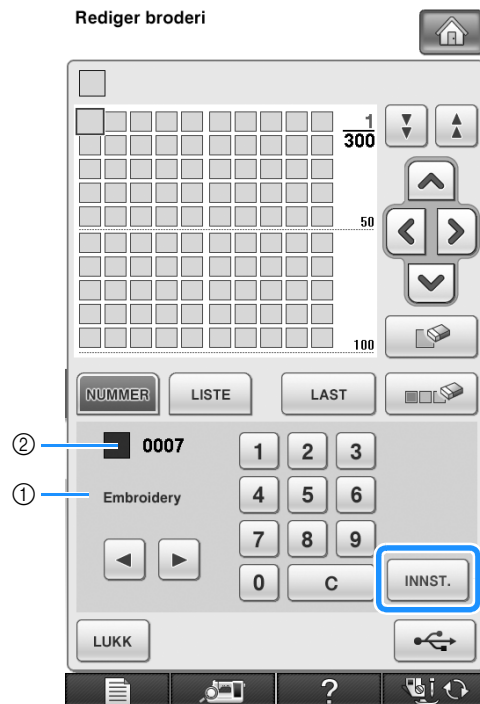 Rediger broderi
1
300
50
100
NUMMER LISTE LAST
② 0007
① Embroidery
1 2 3
4 5 6
7 8 9
0 C INNST.
LUKK
?
i